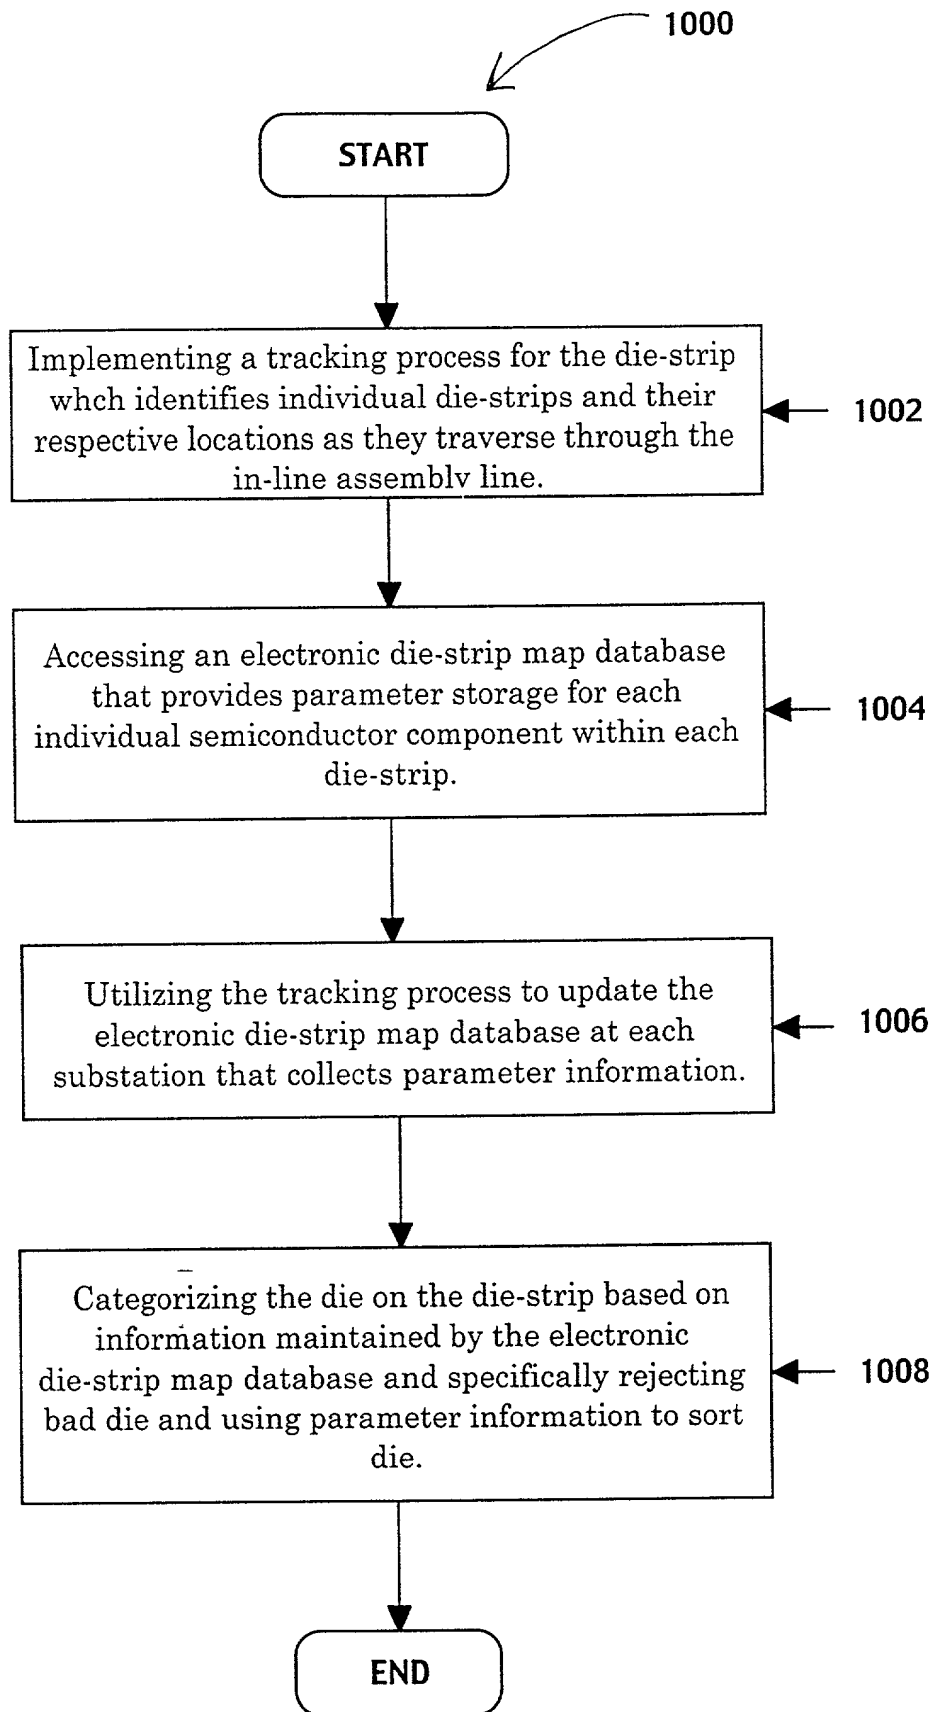 1000
START
Implementing a tracking process for the die-strip
whch identifies individual die-strips and their
respective locations as they traverse through the
in-line assembly line.
1002
Accessing an electronic die-strip map database
that provides parameter storage for each
individual semiconductor component within each
die-strip.
1004
Utilizing the tracking process to update the
electronic die-strip map database at each
substation that collects parameter information.
1006
Categorizing the die on the die-strip based on
information maintained by the electronic
die-strip map database and specifically rejecting
bad die and using parameter information to sort
die.
1008
END